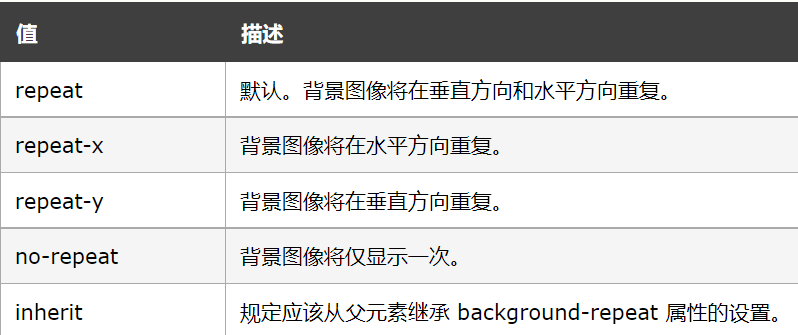 值 描述
repeat 默认。背景图像将在垂直方向和水平方向重复。
repeat-x 背景图像将在水平方向重复。
repeat-y 背景图像将在垂直方向重复。
no-repeat 背景图像将仅显示一次。
inherit 规定应该从父元素继承 background-repeat 属性的设置。